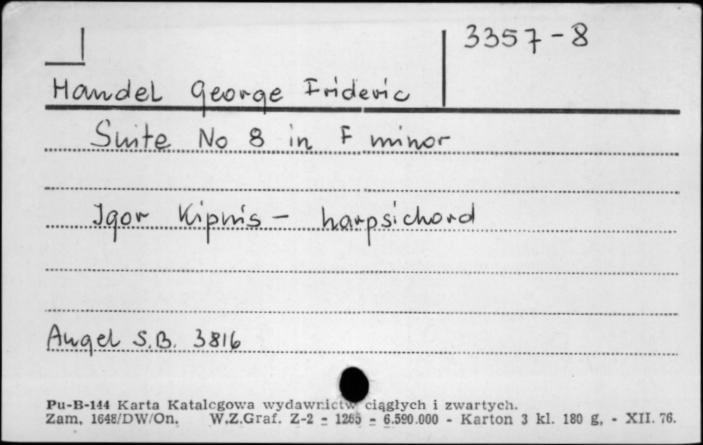 3357-8
Handel George Frideric
Suite No 8 in F minor
Igor Kipnis - harpsichord
Angel S.B. 3816
Pu-B-144 Karta Katalogowa wydawnictw ciągłych i zwartych.
Zam. 1648/DW/On. W.Z.Graf. Z-2 - 1265 - 6.590.000 - Karton 3 kl. 180 g. - XII. 76.